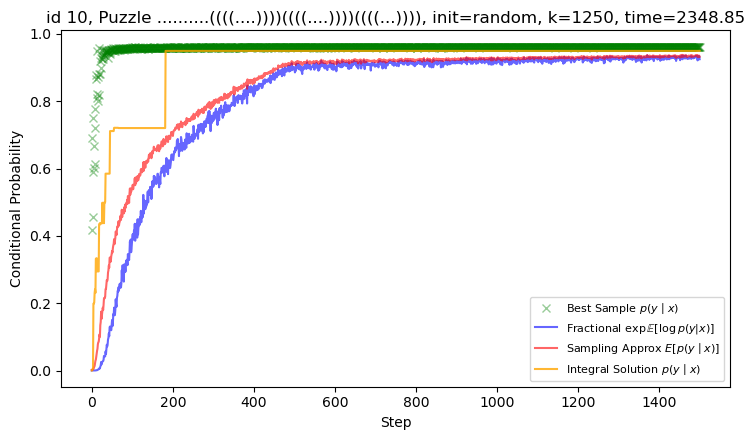 id 10, Puzzle ..........((((....))))((((....))))((((...)))), init=random, k=1250, time=2348.85
Conditional Probability
1.0
0.8
0.6
0.4
0.2
0.0
Best Sample p(y | x)
Fractional exp𝔼[log p(y|x)]
Sampling Approx E[p(y | x)]
Integral Solution p(y | x)
0 200 400 600 800 1000 1200 1400
Step